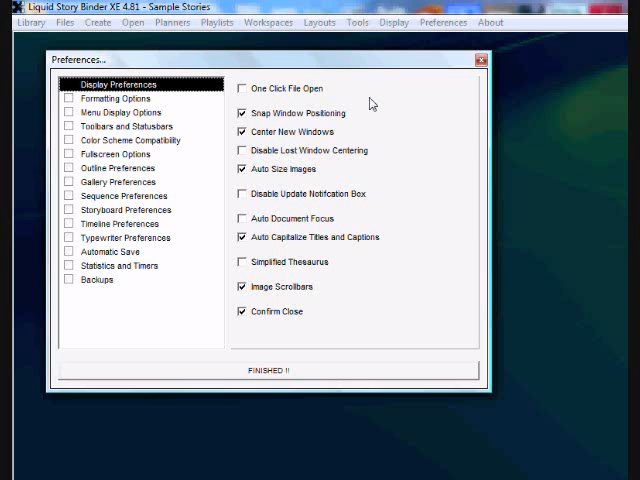 Liquid Story Binder XE 4.81 - Sample Stories
Library Files Create Open Planners Playlists Workspaces Layouts Tools Display Preferences About
Preferences...
Display Preferences
Formatting Options
Menu Display Options
Toolbars and Statusbars
Color Scheme Compatibility
Fullscreen Options
Outline Preferences
Gallery Preferences
Sequence Preferences
Storyboard Preferences
Timeline Preferences
Typewriter Preferences
Automatic Save
Statistics and Timers
Backups
One Click File Open
Snap Window Positioning
Center New Windows
Disable Lost Window Centering
Auto Size Images
Disable Update Notifcation Box
Auto Document Focus
Auto Capitalize Titles and Captions
Simplified Thesaurus
Image Scrollbars
Confirm Close
FINISHED !!